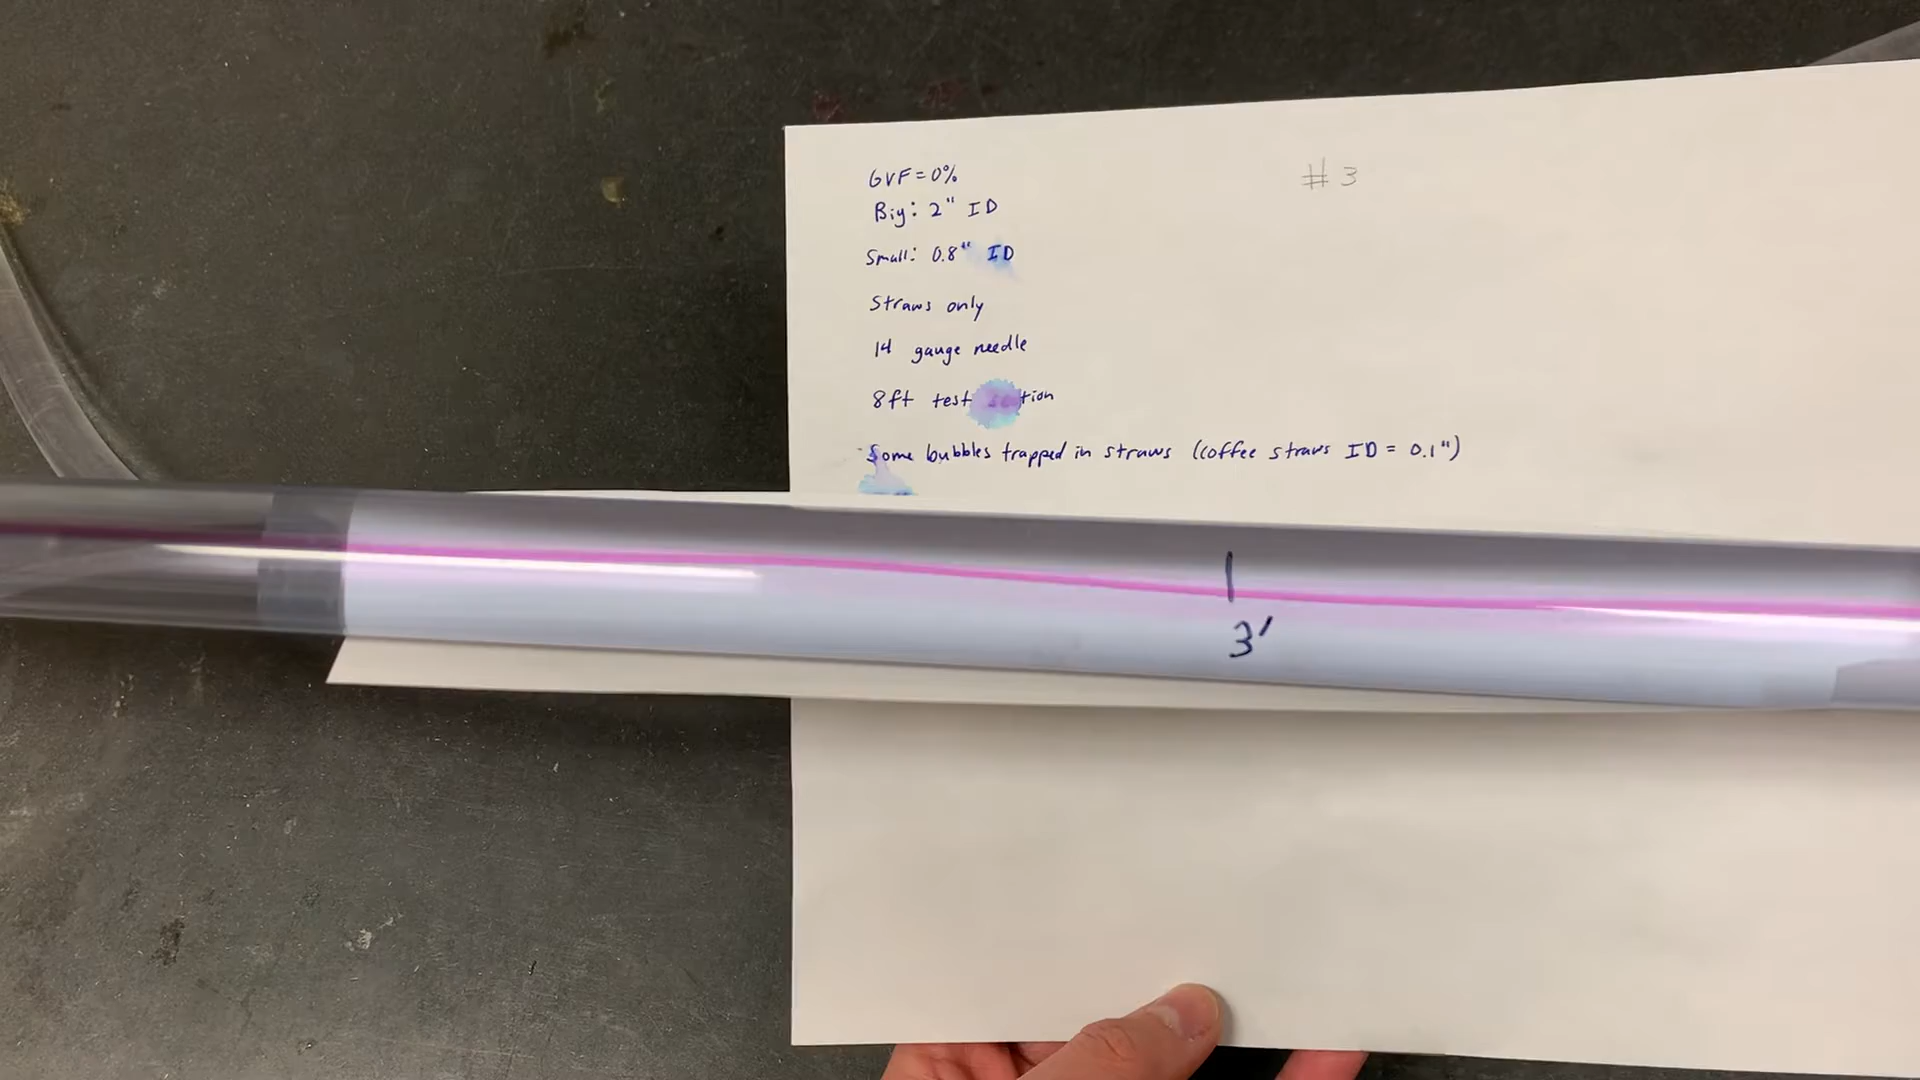 GVF = 0%
# 3
Big: 2" ID
Small: 0.8" ID
Straws only
14 gauge needle
8ft test section
Some bubbles trapped in straws (coffee straws ID = 0.1")
3'